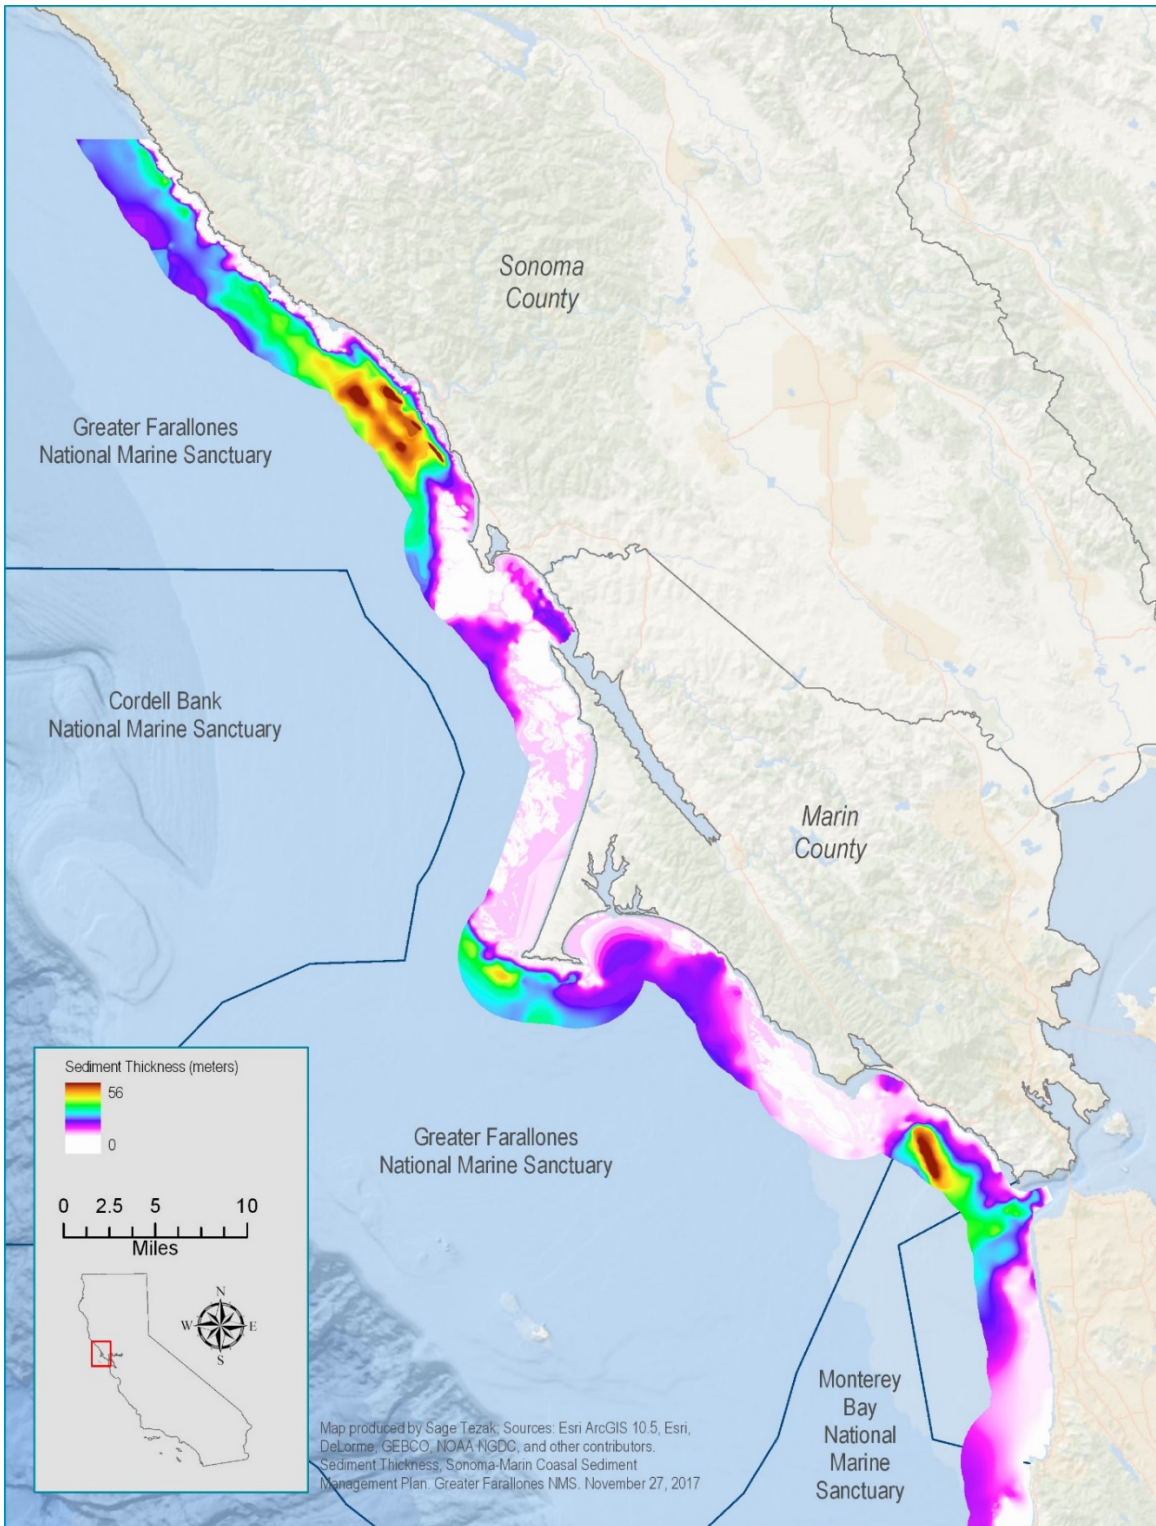 Sonoma
County
Greater Farallones
National Marine Sanctuary
Cordell Bank
National Marine Sanctuary
Marin
County
Sediment Thickness (meters)
56
0
Greater Farallones
National Marine Sanctuary
0 2.5 5 10
Miles
N
W E
S
Monterey
Bay
National
Marine
Sanctuary
Map produced by Sage Tezak; Sources: Esri ArcGIS 10.5, Esri,
DeLorme, GEBCO, NOAA NGDC, and other contributors.
Sediment Thickness, Sonoma-Marin Coasal Sediment
Management Plan. Greater Farallones NMS. November 27, 2017